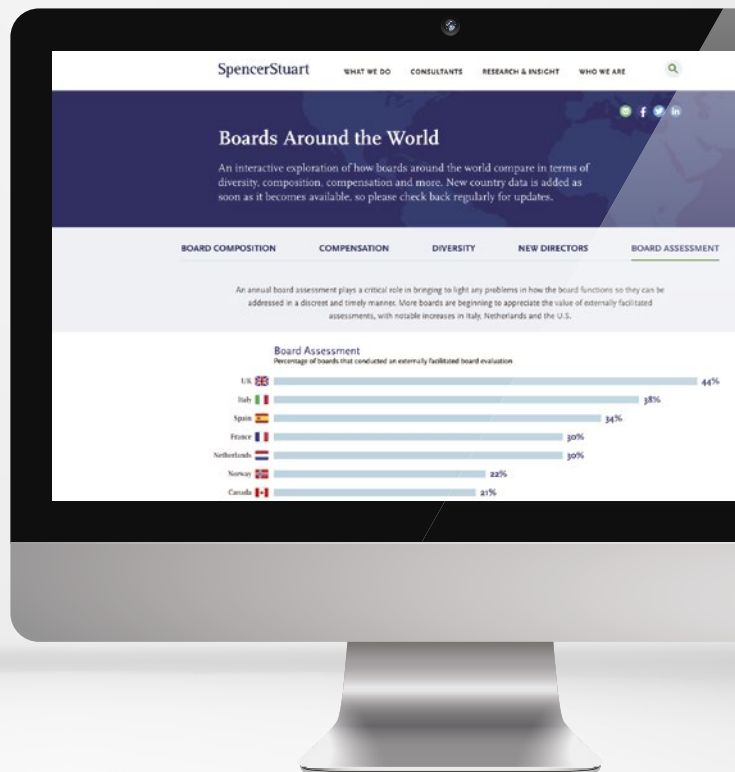 SpencerStuart
WHAT WE DO CONSULTANTS RESEARCH & INSIGHT WHO WE ARE
Boards Around the World
An interactive exploration of how boards around the world compare in terms of
diversity, composition, compensation and more. New country data is added as
soon as it becomes available, so please check back regularly for updates.
BOARD COMPOSITION COMPENSATION DIVERSITY NEW DIRECTORS BOARD ASSESSMENT
An annual board assessment plays a critical role in bringing to light any problems in how the board functions so they can be
addressed in a discreet and timely manner. More boards are beginning to appreciate the value of externally facilitated
assessments, with notable increases in Italy, Netherlands and the U.S.
Board Assessment
Percentage of boards that conducted an externally facilitated board evaluation
UK 44%
Italy 38%
Spain 34%
France 30%
Netherlands 30%
Norway 22%
Canada 21%